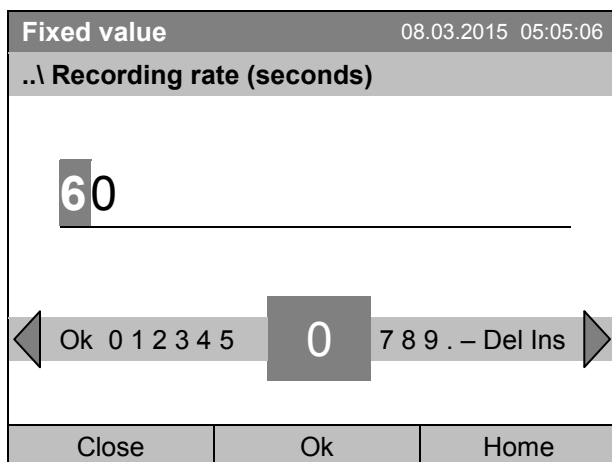 Fixed value 08.03.2015 05:05:06
..\ Recording rate (seconds)
60
Ok 0 1 2 3 4 5 0 7 8 9 . – Del Ins
Close Ok Home